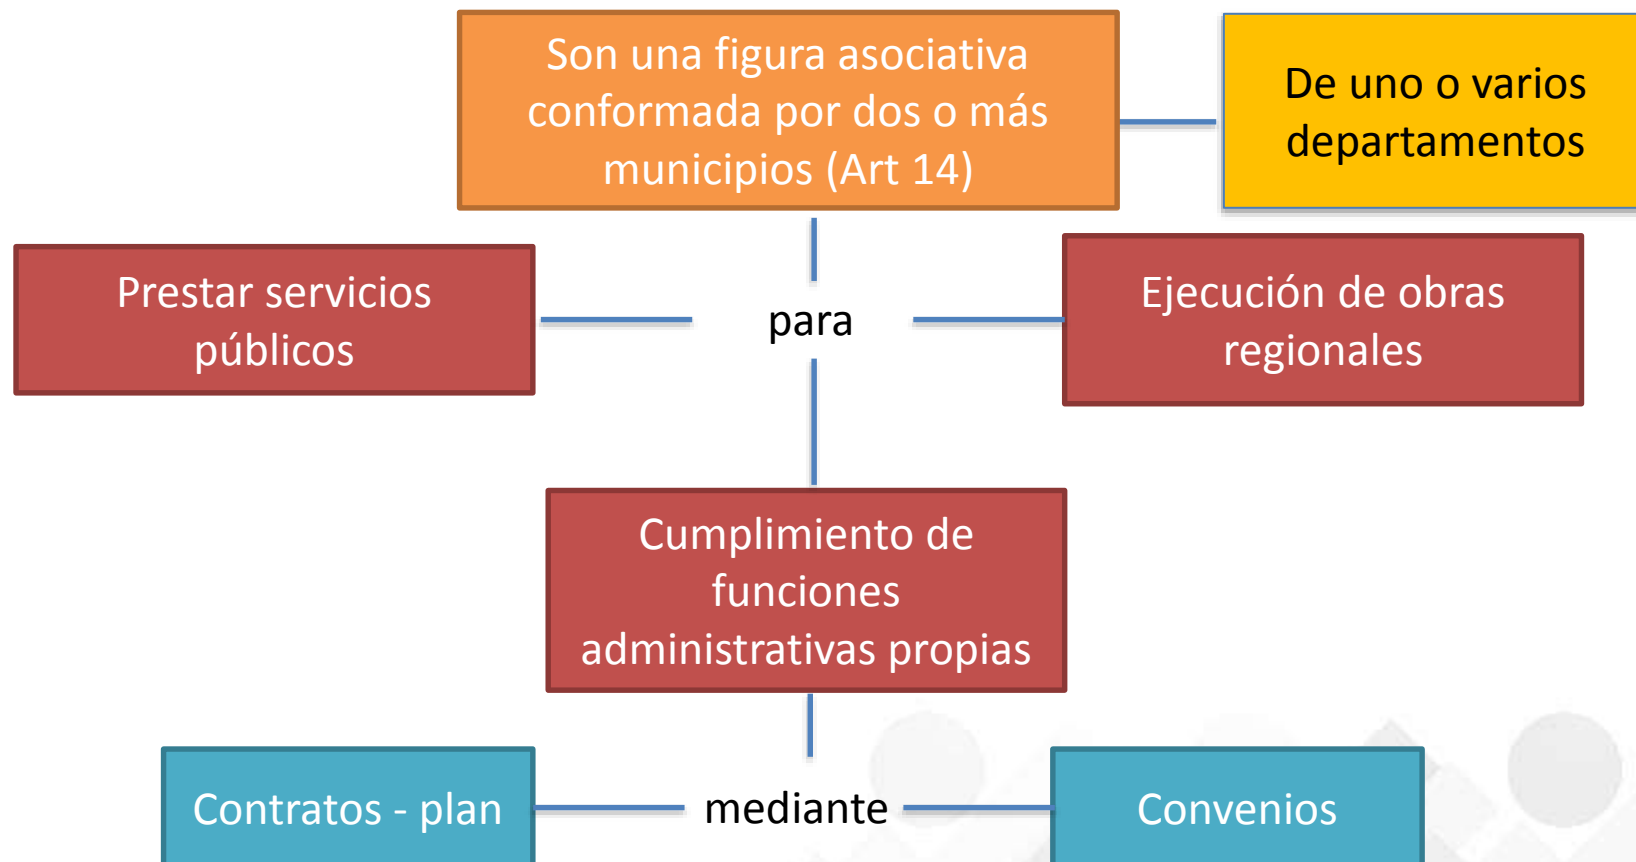 Son una figura asociativa
conformada por dos o más
municipios (Art 14)
De uno o varios
departamentos
Prestar servicios
públicos
para
Ejecución de obras
regionales
Cumplimiento de
funciones
administrativas propias
Contratos - plan
mediante
Convenios